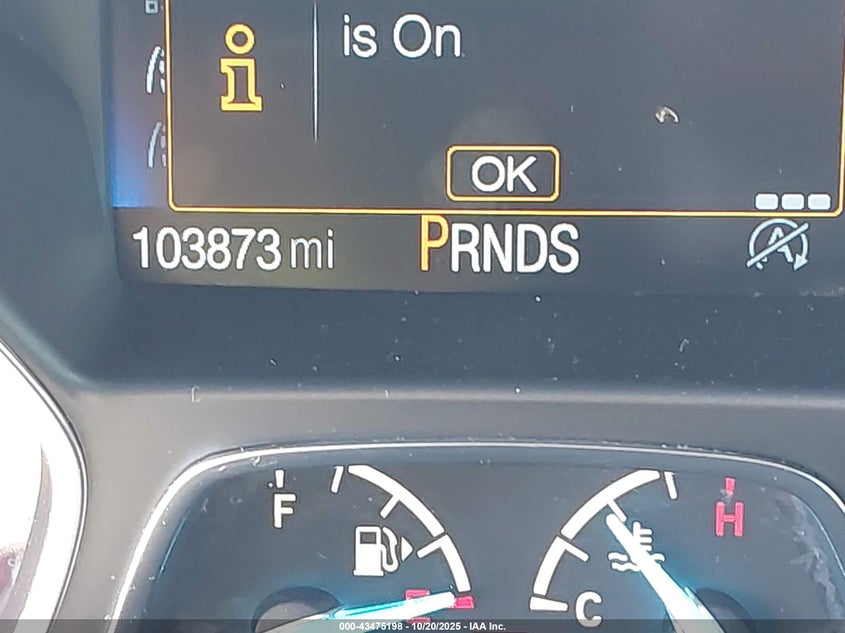 is On
OK
103873 mi
PRNDS
A
F
H
E
C
000-43475198 - 10/20/2025 - IAA Inc.